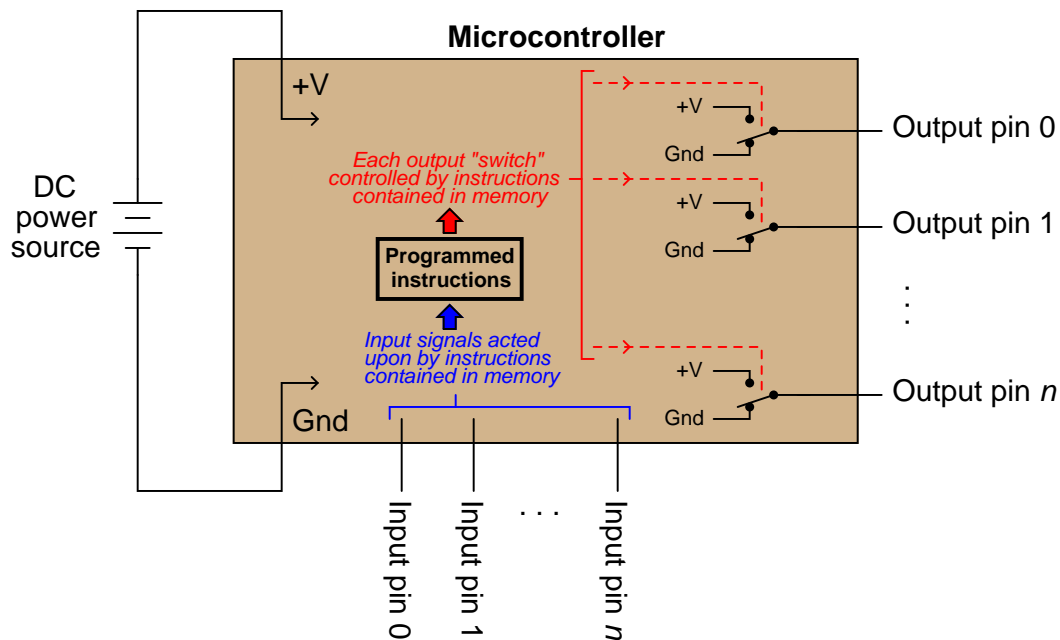 Microcontroller
+V
DC
power
source
Gnd
Each output "switch"
controlled by instructions
contained in memory
Programmed
instructions
Input signals acted
upon by instructions
contained in memory
+V
Gnd
Output pin 0
+V
Gnd
Output pin 1
. . .
+V
Gnd
Output pin n
Input pin 0
Input pin 1
. . .
Input pin n